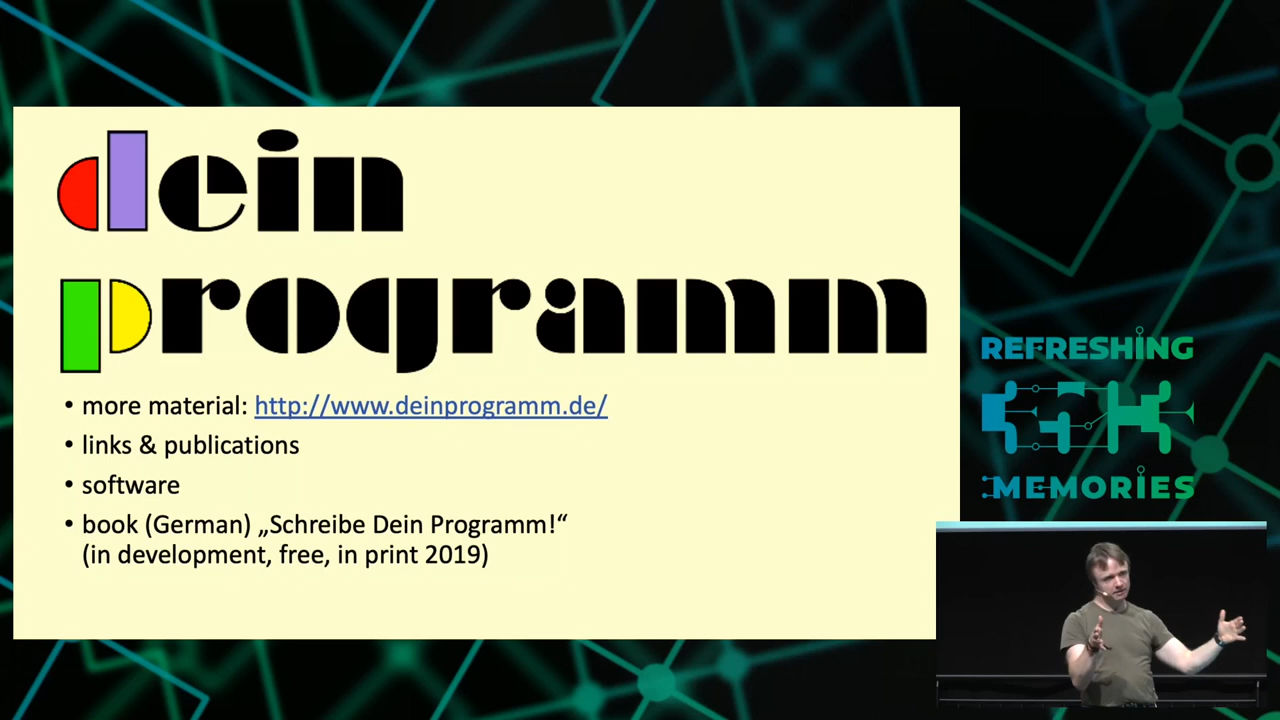 dein
programm
• more material: http://www.deinprogramm.de/
• links & publications
• software
• book (German) „Schreibe Dein Programm!“
(in development, free, in print 2019)
REFRESHING
35C3
MEMORIES